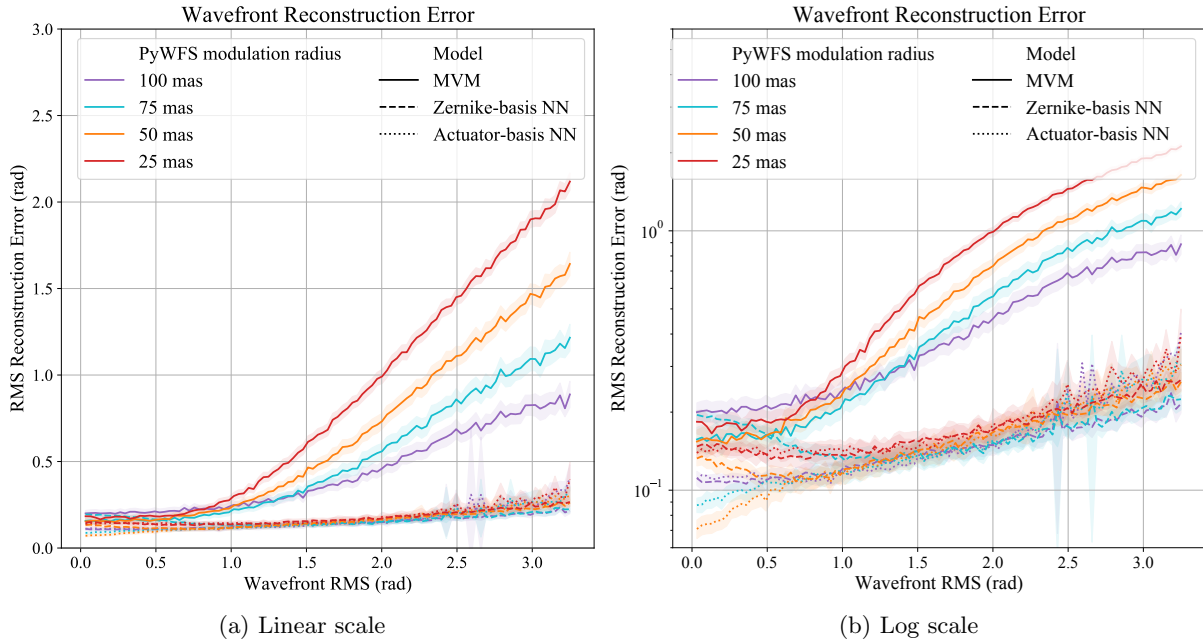 Wavefront Reconstruction Error
PyWFS modulation radius
100 mas
75 mas
50 mas
25 mas
Model
MVM
Zernike-basis NN
Actuator-basis NN
RMS Reconstruction Error (rad)
3.0
2.5
2.0
1.5
1.0
0.5
0.0
0.0 0.5 1.0 1.5 2.0 2.5 3.0
Wavefront RMS (rad)
(a) Linear scale
Wavefront Reconstruction Error
PyWFS modulation radius
100 mas
75 mas
50 mas
25 mas
Model
MVM
Zernike-basis NN
Actuator-basis NN
RMS Reconstruction Error (rad)
10⁰
10⁻¹
0.0 0.5 1.0 1.5 2.0 2.5 3.0
Wavefront RMS (rad)
(b) Log scale